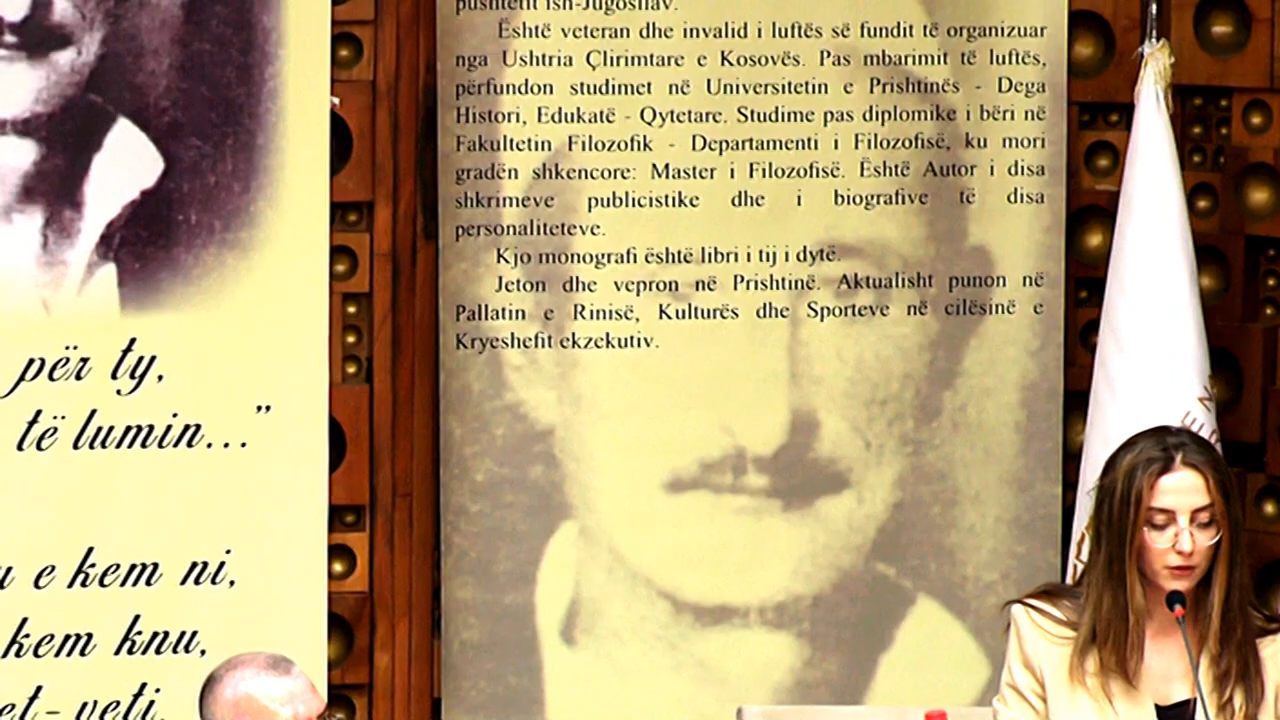 pushtetit ish-Jugosllav.
Është veteran dhe invalid i luftës së fundit të organizuar
nga Ushtria Çlirimtare e Kosovës. Pas mbarimit të luftës,
përfundon studimet në Universitetin e Prishtinës - Dega
Histori, Edukatë - Qytetare. Studime pas diplomike i bëri në
Fakultetin Filozofik - Departamenti i Filozofisë, ku mori
gradën shkencore: Master i Filozofisë. Është Autor i disa
shkrimeve publicistike dhe i biografive të disa
personaliteteve.
Kjo monografi është libri i tij i dytë.
Jeton dhe vepron në Prishtinë. Aktualisht punon në
Pallatin e Rinisë, Kulturës dhe Sporteve në cilësinë e
Kryeshefit ekzekutiv.
për ty,
të lumin..."
e kem ni,
kem knu,
veti.